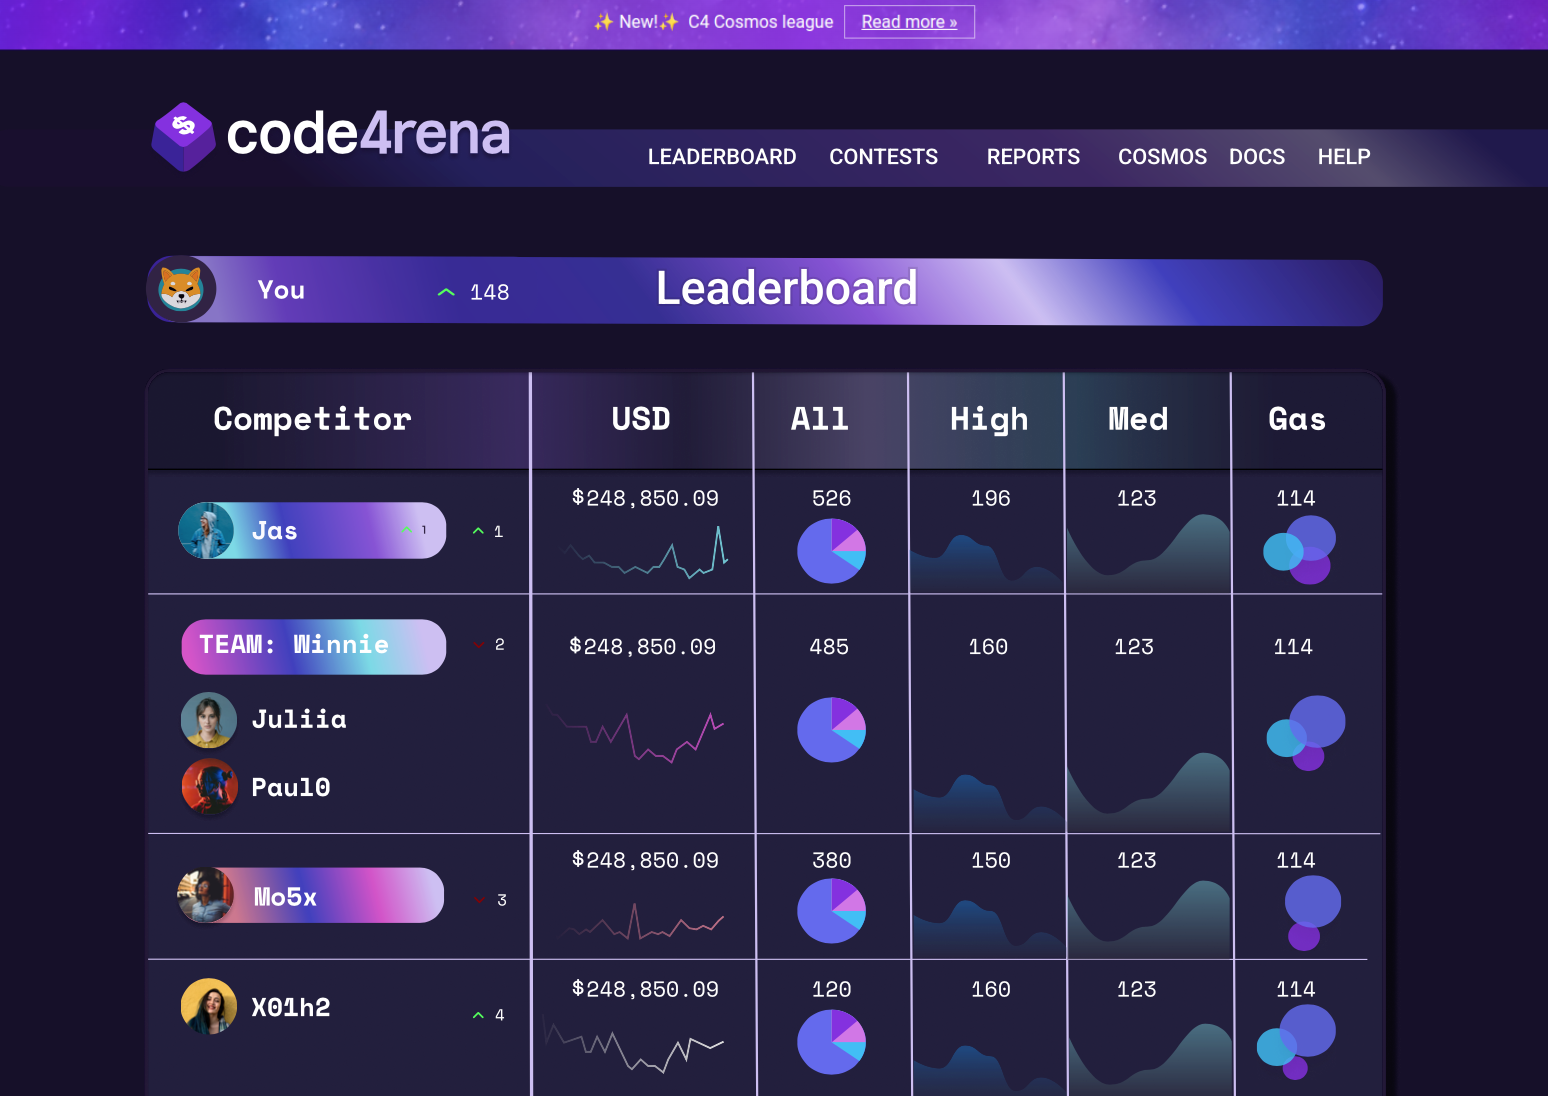 ✨ New!✨ C4 Cosmos league Read more »
code4rena
LEADERBOARD CONTESTS REPORTS COSMOS DOCS HELP
You 148 Leaderboard
Competitor USD All High Med Gas
$248,850.09 526 196 123 114
Jas 1 1
TEAM: Winnie 2 $248,850.09 485 160 123 114
Juliia
Paul0
$248,850.09 380 150 123 114
Mo5x 3
$248,850.09 120 160 123 114
X01h2 4